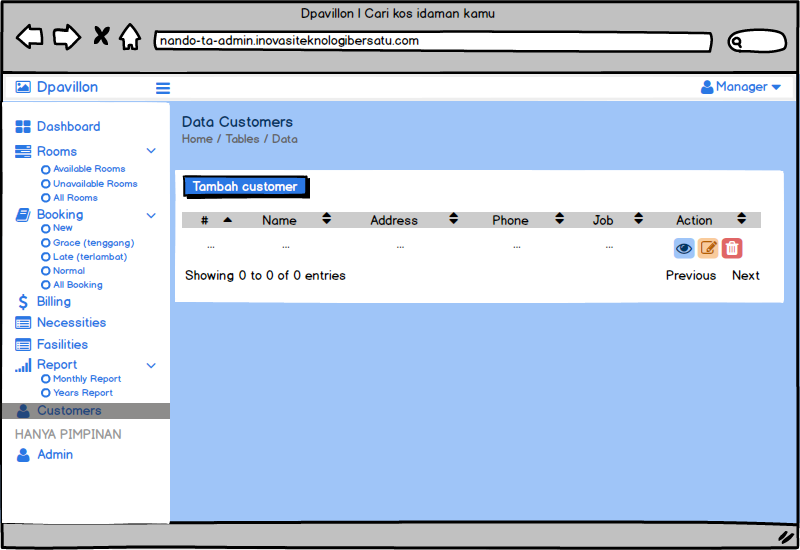 Dpavillon | Cari kos idaman kamu
nando-ta-admin.inovasiteknologibersatu.com
Dpavillon
Manager
Dashboard
Rooms
Available Rooms
Unavailable Rooms
All Rooms
Booking
New
Grace (tenggang)
Late (terlambat)
Normal
All Booking
Billing
Necessities
Fasilities
Report
Monthly Report
Years Report
Customers
HANYA PIMPINAN
Admin
Data Customers
Home / Tables / Data
Tambah customer
# Name Address Phone Job Action
... ... ... ... ...
Showing 0 to 0 of 0 entries
Previous Next